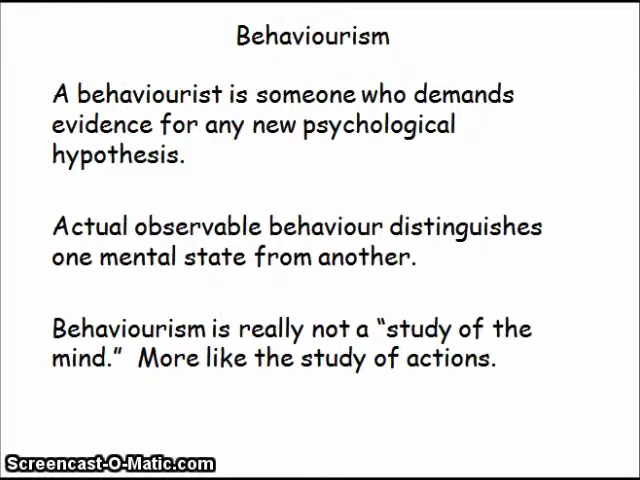 Behaviourism
A behaviourist is someone who demands
evidence for any new psychological
hypothesis.
Actual observable behaviour distinguishes
one mental state from another.
Behaviourism is really not a “study of the
mind.”  More like the study of actions.
Screencast-O-Matic.com